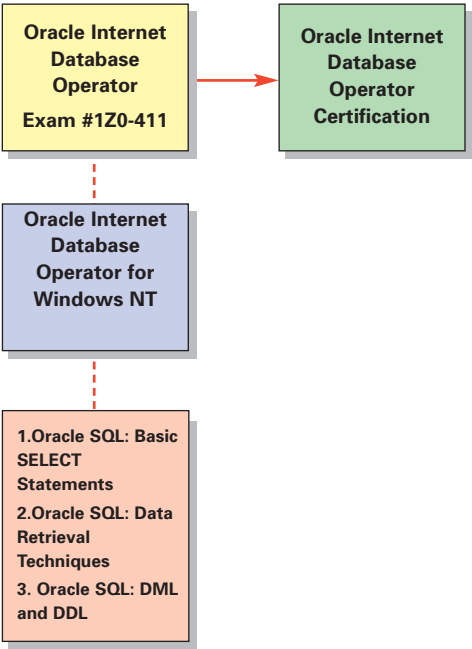 Oracle Internet
Database
Operator
Exam #1Z0-411
Oracle Internet
Database
Operator
Certification
Oracle Internet
Database
Operator for
Windows NT
1.Oracle SQL: Basic
SELECT
Statements
2.Oracle SQL: Data
Retrieval
Techniques
3. Oracle SQL: DML
and DDL